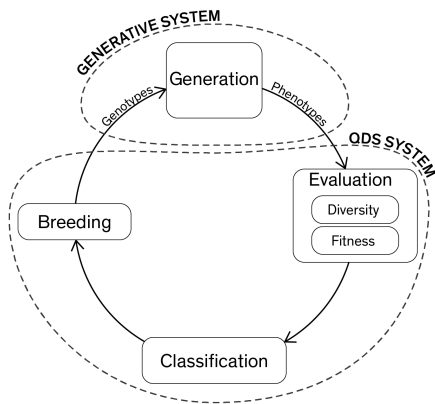 GENERATIVE SYSTEM
Generation
Genotypes
Phenotypes
QDS SYSTEM
Evaluation
Diversity
Fitness
Breeding
Classification